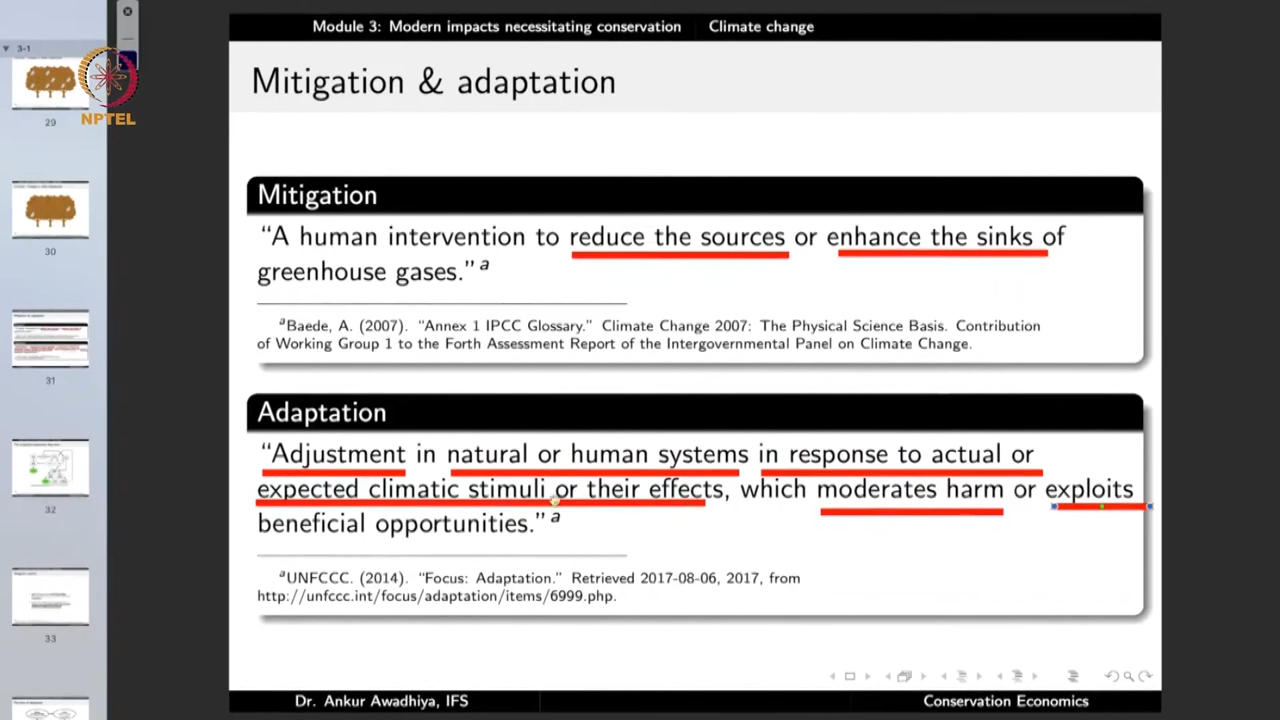 Module 3: Modern impacts necessitating conservation Climate change
3-1
NPTEL
29
30
31
32
33
Mitigation & adaptation
Mitigation
“A human intervention to reduce the sources or enhance the sinks of
greenhouse gases.” a
aBaede, A. (2007). “Annex 1 IPCC Glossary.” Climate Change 2007: The Physical Science Basis. Contribution
of Working Group 1 to the Forth Assessment Report of the Intergovernmental Panel on Climate Change.
Adaptation
“Adjustment in natural or human systems in response to actual or
expected climatic stimuli or their effects, which moderates harm or exploits
beneficial opportunities.” a
aUNFCCC. (2014). “Focus: Adaptation.” Retrieved 2017-08-06, 2017, from
http://unfccc.int/focus/adaptation/items/6999.php.
Dr. Ankur Awadhiya, IFS Conservation Economics